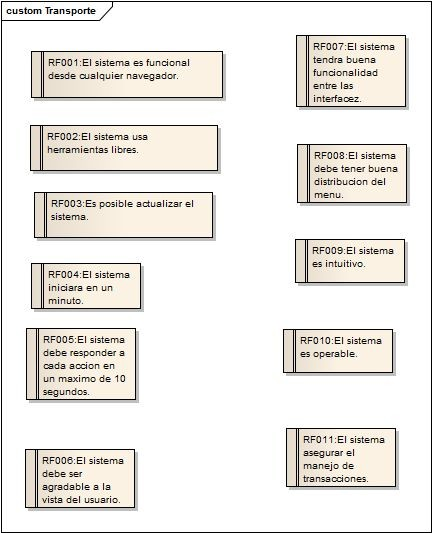 custom Transporte
RF001:El sistema es funcional
desde cualquier navegador.
RF002:El sistema usa
herramientas libres.
RF003:Es posible actualizar el
sistema.
RF004:El sistema
iniciara en un
minuto.
RF005:El sistema
debe responder a
cada accion en
un maximo de 10
segundos.
RF006:El sistema
debe ser
agradable a la
vista del usuario.
RF007:El sistema
tendra buena
funcionalidad
entre las
interfacez.
RF008:El sistema
debe tener buena
distribucion del
menu.
RF009:El sistema
es intuitivo.
RF010:El sistema
es operable.
RF011:El sistema
asegurar el
manejo de
transacciones.